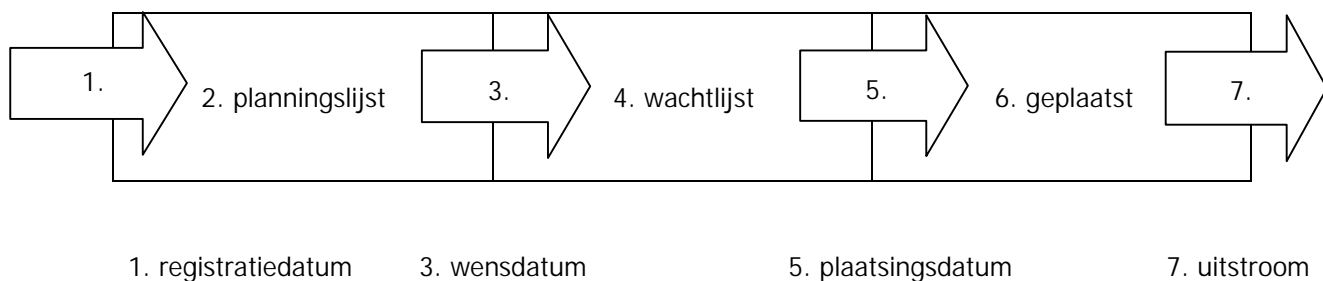 1. 2. planningslijst 3. 4. wachtlijst 5. 6. geplaatst 7.
1. registratiedatum 3. wensdatum 5. plaatsingsdatum 7. uitstroom